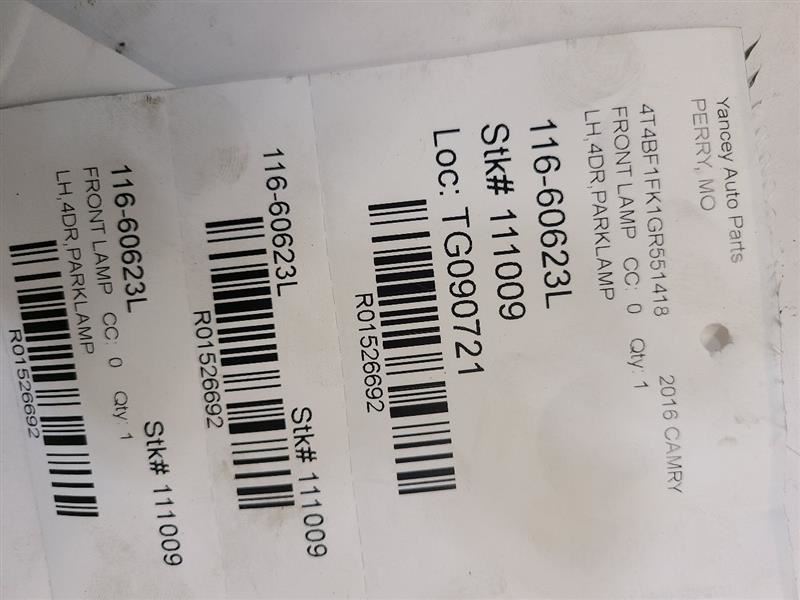 Yancey Auto Parts
PERRY, MO
4T4BF1FK1GR551418 2016 CAMRY
FRONT LAMP CC: 0 Qty: 1
LH,4DR,PARKLAMP
116-60623L
Stk# 111009
Loc: TG090721
R01526692
116-60623L
Stk# 111009
R01526692
116-60623L
Stk# 111009
FRONT LAMP CC: 0 Qty: 1
LH,4DR,PARKLAMP
R01526692